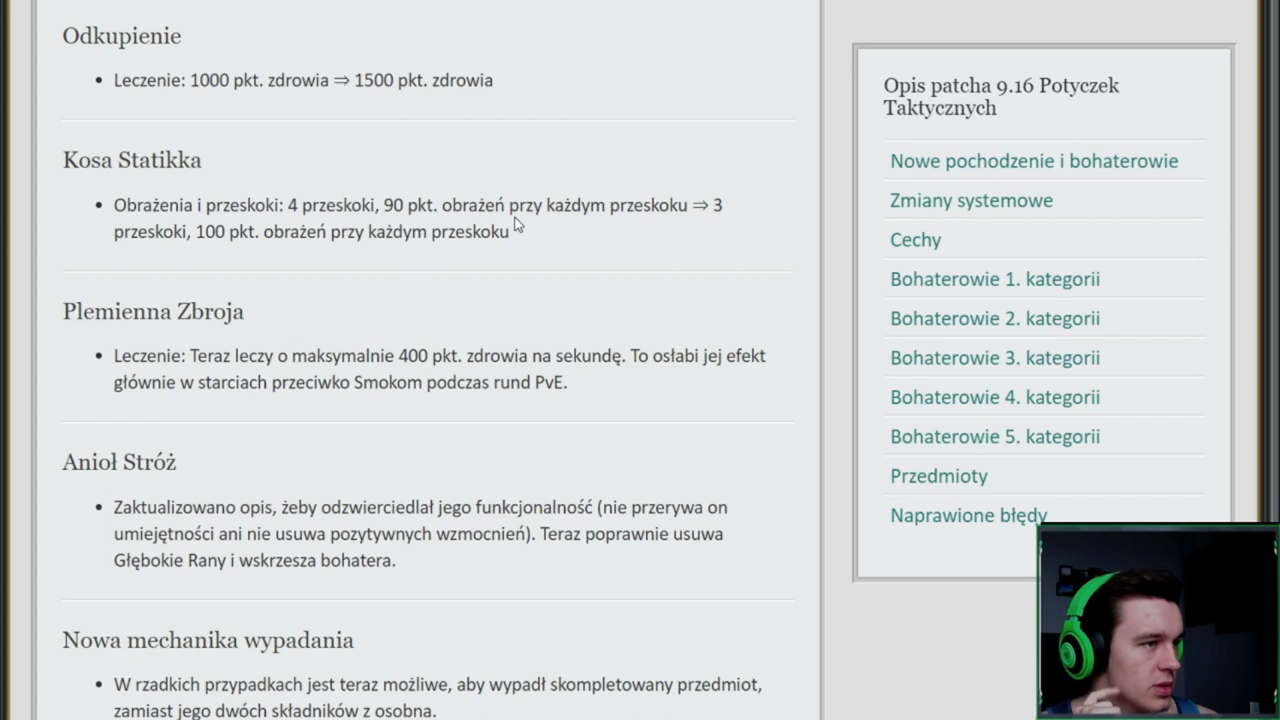 Odkupienie
• Leczenie: 1000 pkt. zdrowia ⇒ 1500 pkt. zdrowia
Kosa Statikka
• Obrażenia i przeskoki: 4 przeskoki, 90 pkt. obrażeń przy każdym przeskoku ⇒ 3
przeskoki, 100 pkt. obrażeń przy każdym przeskoku
Plemienna Zbroja
• Leczenie: Teraz leczy o maksymalnie 400 pkt. zdrowia na sekundę. To osłabi jej efekt
głównie w starciach przeciwko Smokom podczas rund PvE.
Anioł Stróż
• Zaktualizowano opis, żeby odzwierciedlał jego funkcjonalność (nie przerywa on
umiejętności ani nie usuwa pozytywnych wzmocnień). Teraz poprawnie usuwa
Głębokie Rany i wskrzesza bohatera.
Nowa mechanika wypadania
• W rzadkich przypadkach jest teraz możliwe, aby wypadł skompletowany przedmiot,
zamiast jego dwóch składników z osobna.
Opis patcha 9.16 Potyczek
Taktycznych
Nowe pochodzenie i bohaterowie
Zmiany systemowe
Cechy
Bohaterowie 1. kategorii
Bohaterowie 2. kategorii
Bohaterowie 3. kategorii
Bohaterowie 4. kategorii
Bohaterowie 5. kategorii
Przedmioty
Naprawione błędy